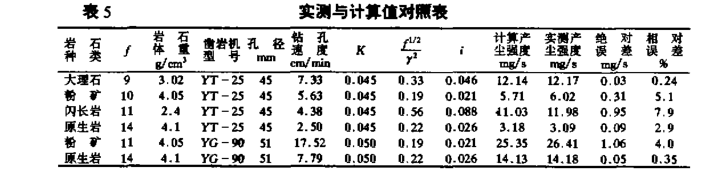 表 5 实测与计算值对照表
岩石种类 f 岩石体重 g/cm³ 凿岩机型号 孔径 mm 钻孔速度 cm/min K f^{1/2}/γ² i 计算产尘强度 mg/s 实测产尘强度 mg/s 绝对误差 mg/s 相对误差 %
大理石 9 3.02 YT-25 45 7.33 0.045 0.33 0.046 12.14 12.17 0.03 0.24
粉矿 10 4.05 YT-25 45 5.63 0.045 0.19 0.021 5.71 6.02 0.31 5.1
闪长岩 11 2.4 YT-25 45 4.38 0.045 0.56 0.088 11.03 11.98 0.95 7.9
原生岩 14 4.1 YT-25 45 2.50 0.045 0.22 0.026 3.18 3.09 0.09 2.9
粉矿 11 4.05 YG-90 51 17.52 0.050 0.19 0.021 25.35 26.41 1.06 4.0
原生岩 14 4.1 YG-90 51 7.79 0.050 0.22 0.026 14.13 14.18 0.05 0.35